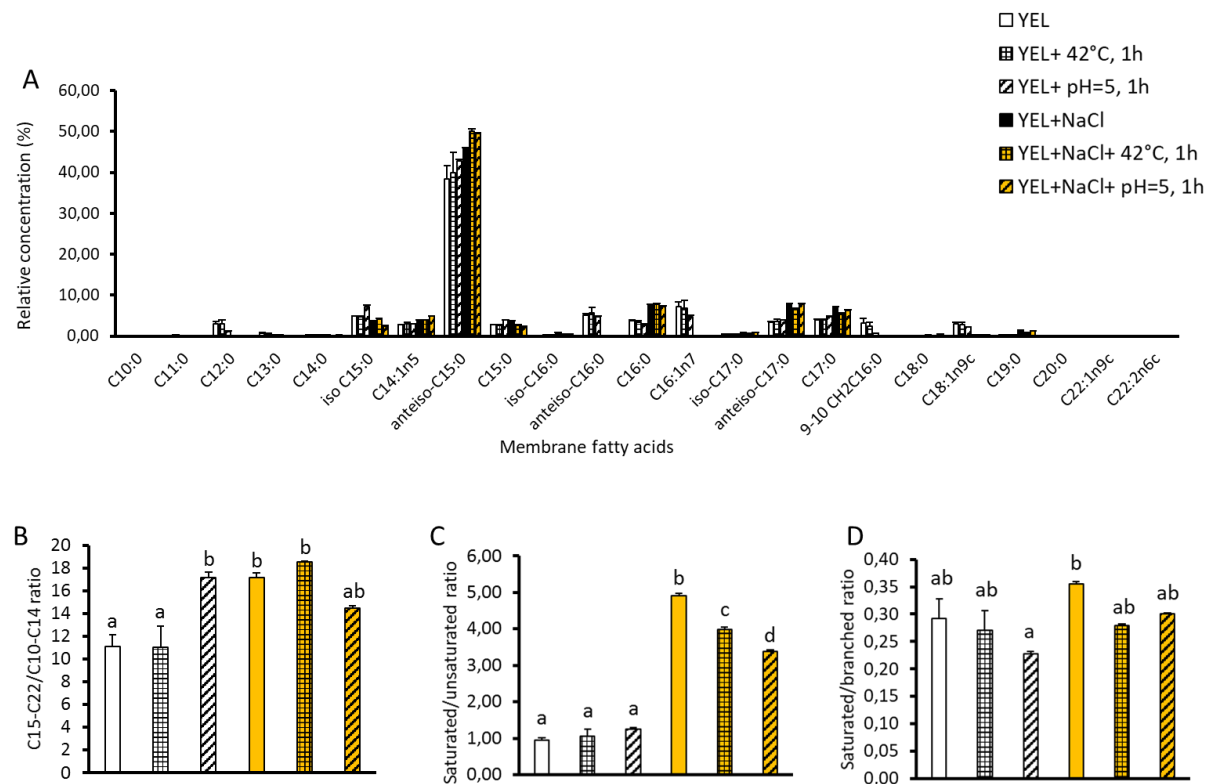 YEL
YEL+ 42°C, 1h
YEL+ pH=5, 1h
YEL+NaCl
YEL+NaCl+ 42°C, 1h
YEL+NaCl+ pH=5, 1h
A
Relative concentration (%)
60,00
50,00
40,00
30,00
20,00
10,00
0,00
C10:0
C11:0
C12:0
C13:0
C14:0
iso C15:0
C14:1n5
anteiso-C15:0
C15:0
iso-C16:0
anteiso-C16:0
C16:0
C16:1n7
iso-C17:0
anteiso-C17:0
C17:0
9-10 CH2C16:0
C18:0
C18:1n9c
C19:0
C20:0
C22:1n9c
C22:2n6c
Membrane fatty acids
B
C15-C22/C10-C14 ratio
20
18
16
14
12
10
8
6
4
2
0
a
a
b
b
b
ab
C
Saturated/unsaturated ratio
6,00
5,00
4,00
3,00
2,00
1,00
0,00
a
a
a
b
c
d
D
Saturated/branched ratio
0,40
0,35
0,30
0,25
0,20
0,15
0,10
0,05
0,00
ab
ab
a
b
ab
ab